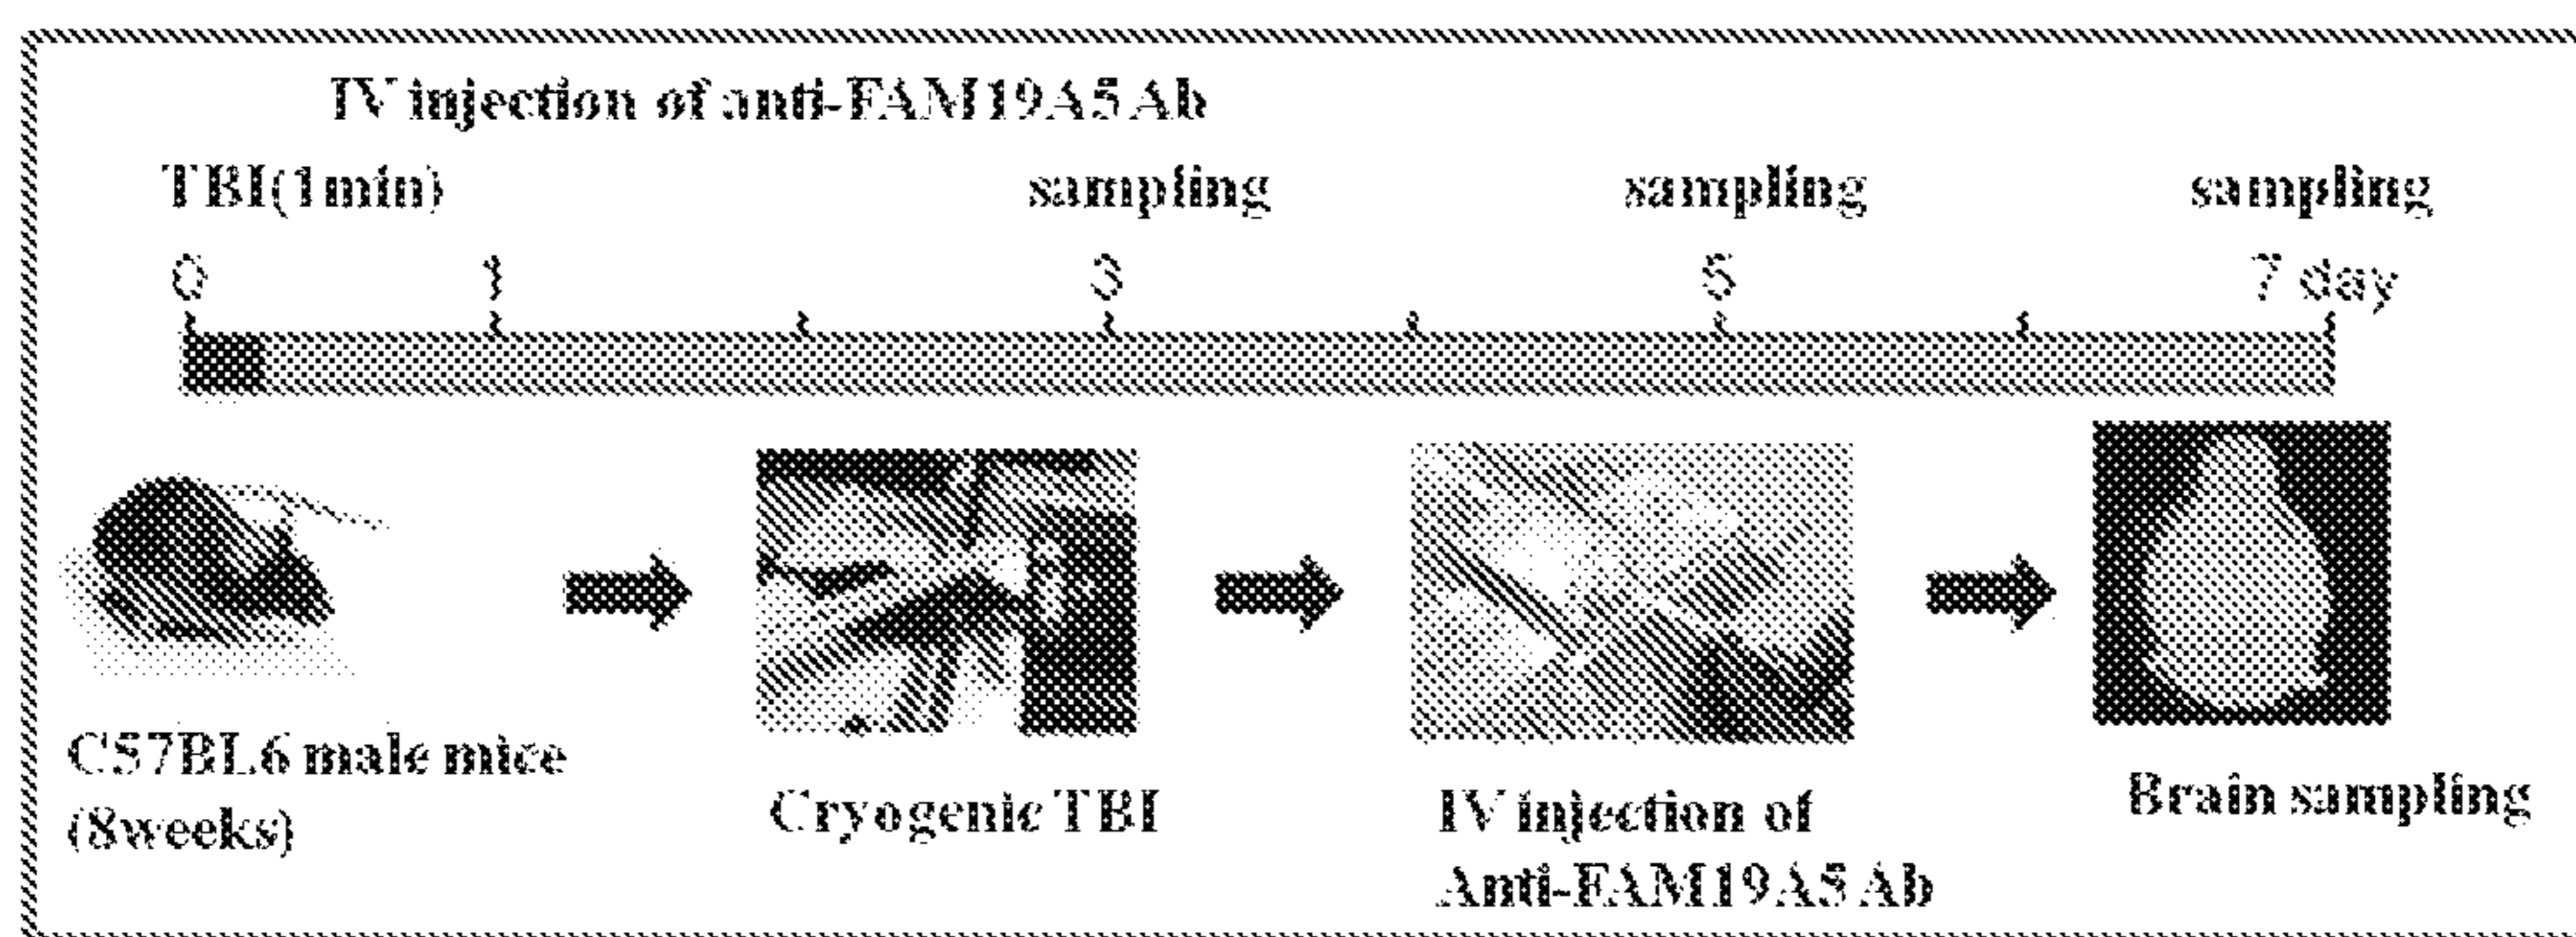 IV injection of anti-FAM19A5 Ab
TBI(1min) sampling sampling sampling
0 1 3 5 7 day
C57BL6 male mice
(8weeks)
Cryogenic TBI
IV injection of
Anti-FAM19A5 Ab
Brain sampling